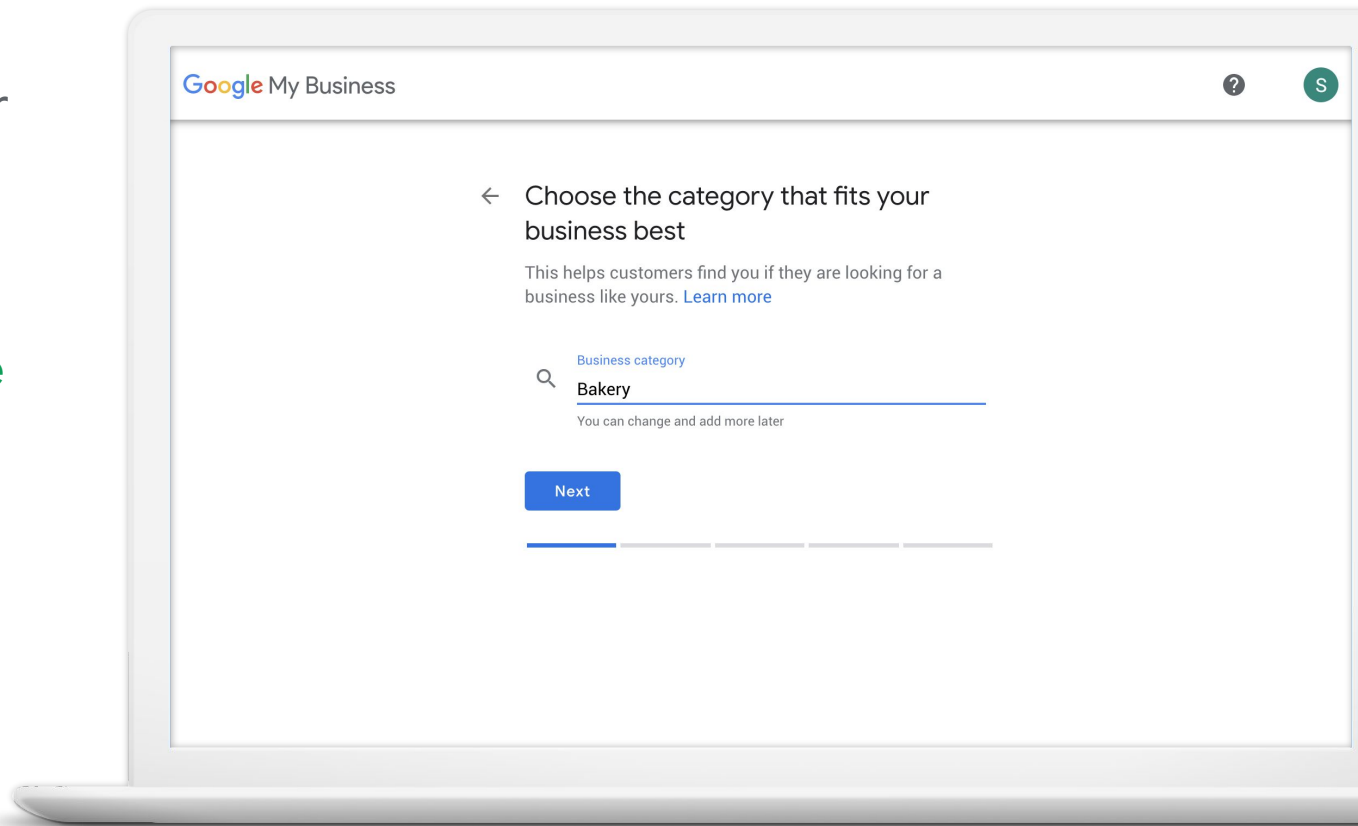 Google My Business
S
Choose the category that fits your
business best
This helps customers find you if they are looking for a
business like yours. Learn more
Business category
Bakery
You can change and add more later
Next